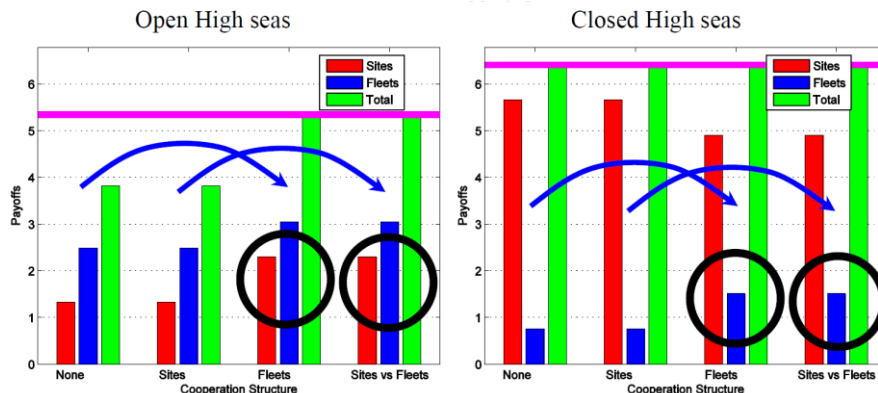 Open High seas
Sites
Fleets
Total
Payoffs
6
5
4
3
2
1
0
None
Sites
Fleets
Sites vs Fleets
Cooperation Structure
Closed High seas
Sites
Fleets
Total
Payoffs
6
5
4
3
2
1
0
None
Sites
Fleets
Sites vs Fleets
Cooperation Structure